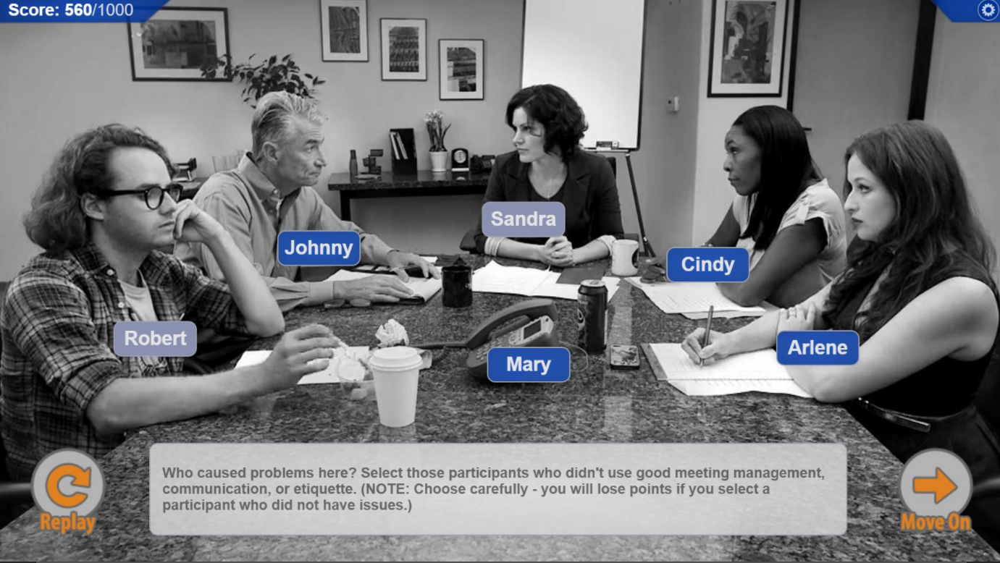 Score: 560/1000
Sandra
Johnny
Cindy
Robert
Arlene
Mary
Who caused problems here? Select those participants who didn't use good meeting management,
communication, or etiquette. (NOTE: Choose carefully - you will lose points if you select a
participant who did not have issues.)
Replay
Move On